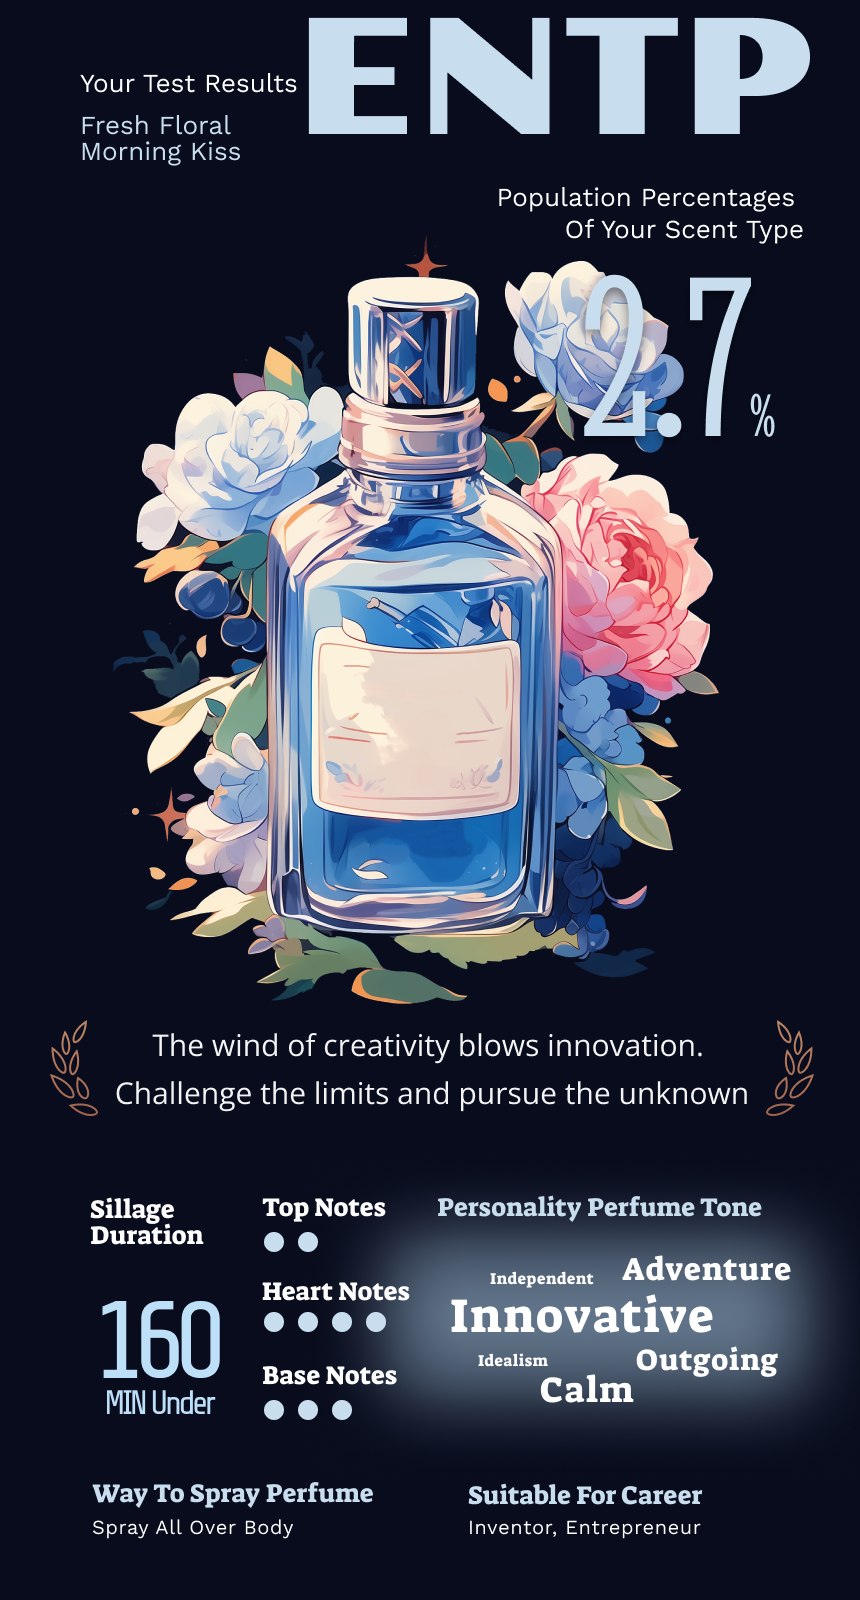 ENTP
Your Test Results
Fresh Floral
Morning Kiss
Population Percentages
Of Your Scent Type
2.7%
The wind of creativity blows innovation.
Challenge the limits and pursue the unknown
Sillage
Duration
160
MIN Under
Top Notes
Heart Notes
Base Notes
Personality Perfume Tone
Independent
Adventure
Innovative
Idealism
Outgoing
Calm
Way To Spray Perfume
Spray All Over Body
Suitable For Career
Inventor, Entrepreneur